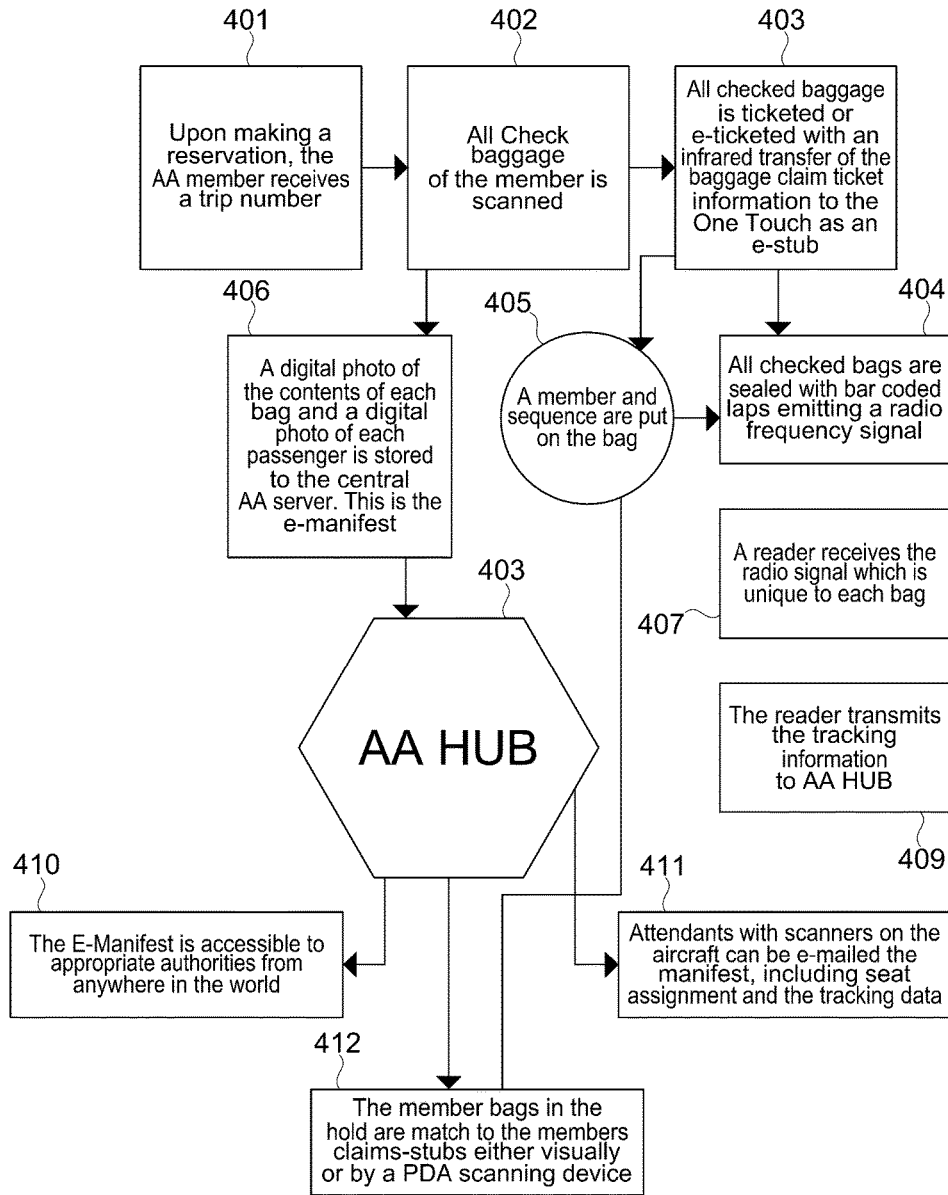 401
402
403
Upon making a
reservation, the
AA member receives
a trip number
All Check
baggage
of the member is
scanned
All checked baggage
is ticketed or
e-ticketed with an
infrared transfer of the
baggage claim ticket
information to the
One Touch as an
e-stub
406
405
404
A digital photo of
the contents of each
bag and a digital
photo of each
passenger is stored
to the central
AA server. This is the
e-manifest
A member and
sequence are put
on the bag
All checked bags are
sealed with bar coded
laps emitting a radio
frequency signal
A reader receives the
radio signal which is
unique to each bag
407
403
AA HUB
The reader transmits
the tracking
information
to AA HUB
409
410
411
The E-Manifest is accessible to
appropriate authorities from
anywhere in the world
Attendants with scanners on the
aircraft can be e-mailed the
manifest, including seat
assignment and the tracking data
412
The member bags in the
hold are match to the members
claims-stubs either visually
or by a PDA scanning device